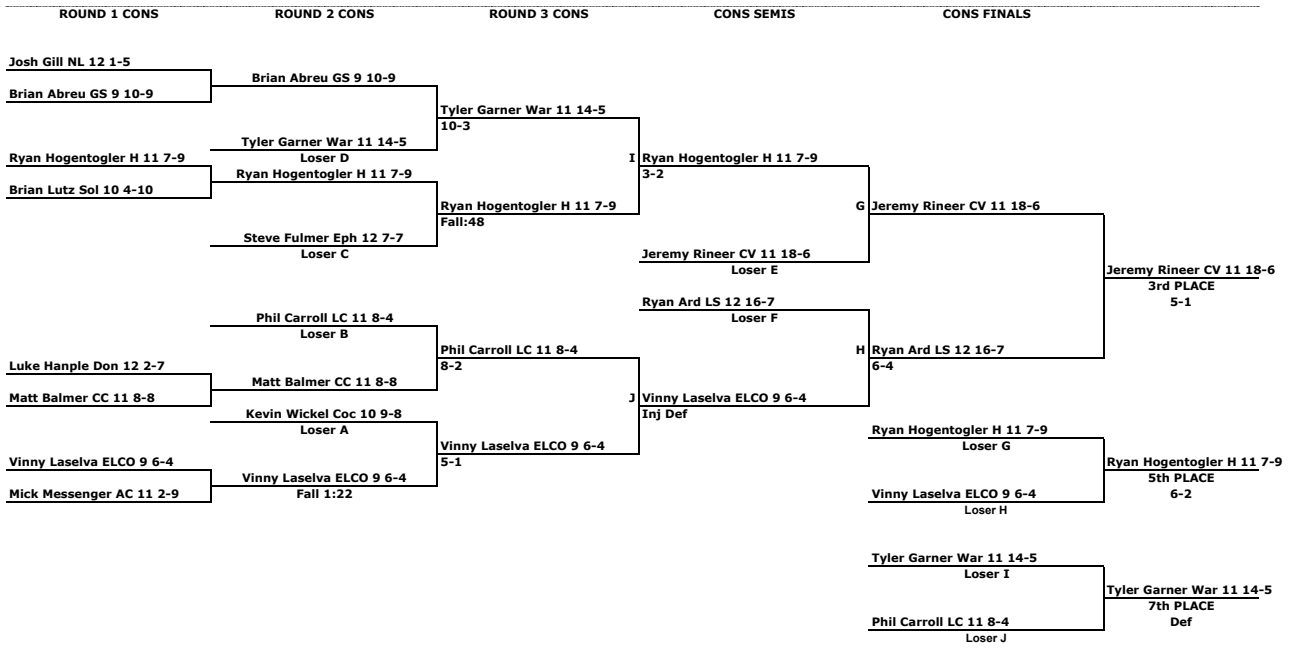 ROUND 1 CONS ROUND 2 CONS ROUND 3 CONS CONS SEMIS CONS FINALS
Josh Gill NL 12 1-5
Brian Abreu GS 9 10-9
Brian Abreu GS 9 10-9
Tyler Garner War 11 14-5
10-3
Tyler Garner War 11 14-5
Loser D
Ryan Hogentogler H 11 7-9
I Ryan Hogentogler H 11 7-9
3-2
Ryan Hogentogler H 11 7-9
Brian Lutz Sol 10 4-10
Ryan Hogentogler H 11 7-9
Fall:48
G Jeremy Rineer CV 11 18-6
Steve Fulmer Eph 12 7-7
Loser C
Jeremy Rineer CV 11 18-6
Loser E
Jeremy Rineer CV 11 18-6
3rd PLACE
5-1
Ryan Ard LS 12 16-7
Loser F
Phil Carroll LC 11 8-4
Loser B
Phil Carroll LC 11 8-4
8-2
H Ryan Ard LS 12 16-7
6-4
Luke Hanple Don 12 2-7
Matt Balmer CC 11 8-8
Matt Balmer CC 11 8-8
J Vinny Laselva ELCO 9 6-4
Inj Def
Kevin Wickel Coc 10 9-8
Loser A
Ryan Hogentogler H 11 7-9
Loser G
Vinny Laselva ELCO 9 6-4
5-1
Vinny Laselva ELCO 9 6-4
Ryan Hogentogler H 11 7-9
5th PLACE
6-2
Vinny Laselva ELCO 9 6-4
Fall 1:22
Mick Messenger AC 11 2-9
Vinny Laselva ELCO 9 6-4
Loser H
Tyler Garner War 11 14-5
Loser I
Tyler Garner War 11 14-5
7th PLACE
Def
Phil Carroll LC 11 8-4
Loser J